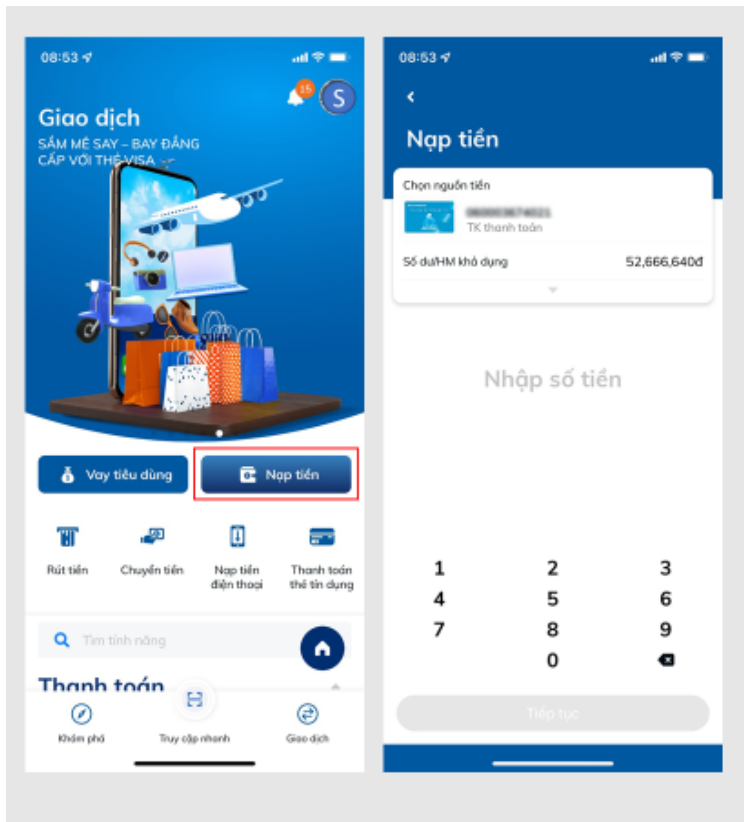 08:53
15
S
Giao dịch
SẮM MÊ SAY – BAY ĐẲNG
CẤP VỚI THẺ VISA
Vay tiêu dùng
Nạp tiền
Rút tiền
Chuyển tiền
Nạp tiền
điện thoại
Thanh toán
thẻ tín dụng
Tìm tính năng
Thanh toán
Khám phá
Truy cập nhanh
Giao dịch
08:53
Nạp tiền
Chọn nguồn tiền
TK thanh toán
Số dư/HM khả dụng 52,666,640đ
Nhập số tiền
1 2 3
4 5 6
7 8 9
0
Tiếp tục